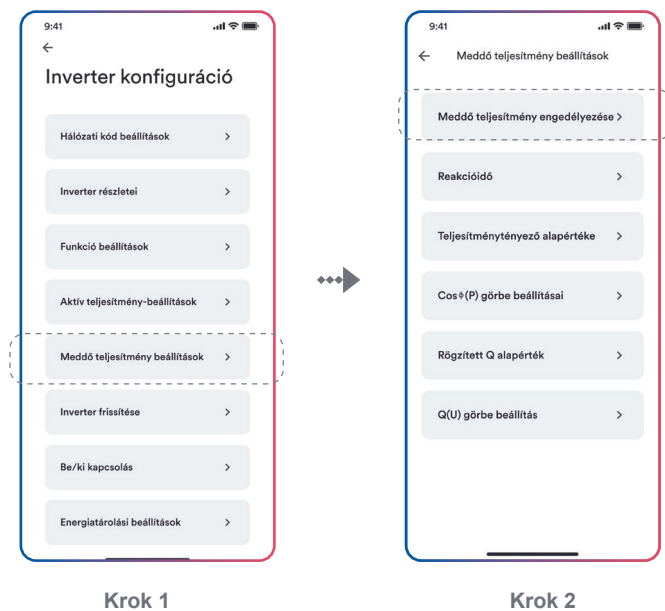 9:41
Inverter konfiguráció
Hálózati kód beállítások
Inverter részletei
Funkció beállítások
Aktív teljesítmény-beállítások
Meddő teljesítmény beállítások
Inverter frissítése
Be/ki kapcsolás
Energiatárolási beállítások
Krok 1
9:41
Meddő teljesítmény beállítások
Meddő teljesítmény engedélyezése
Reakcióidő
Teljesítménytényező alapértéke
Cosϕ(P) görbe beállításai
Rögzített Q alapérték
Q(U) görbe beállítás
Krok 2